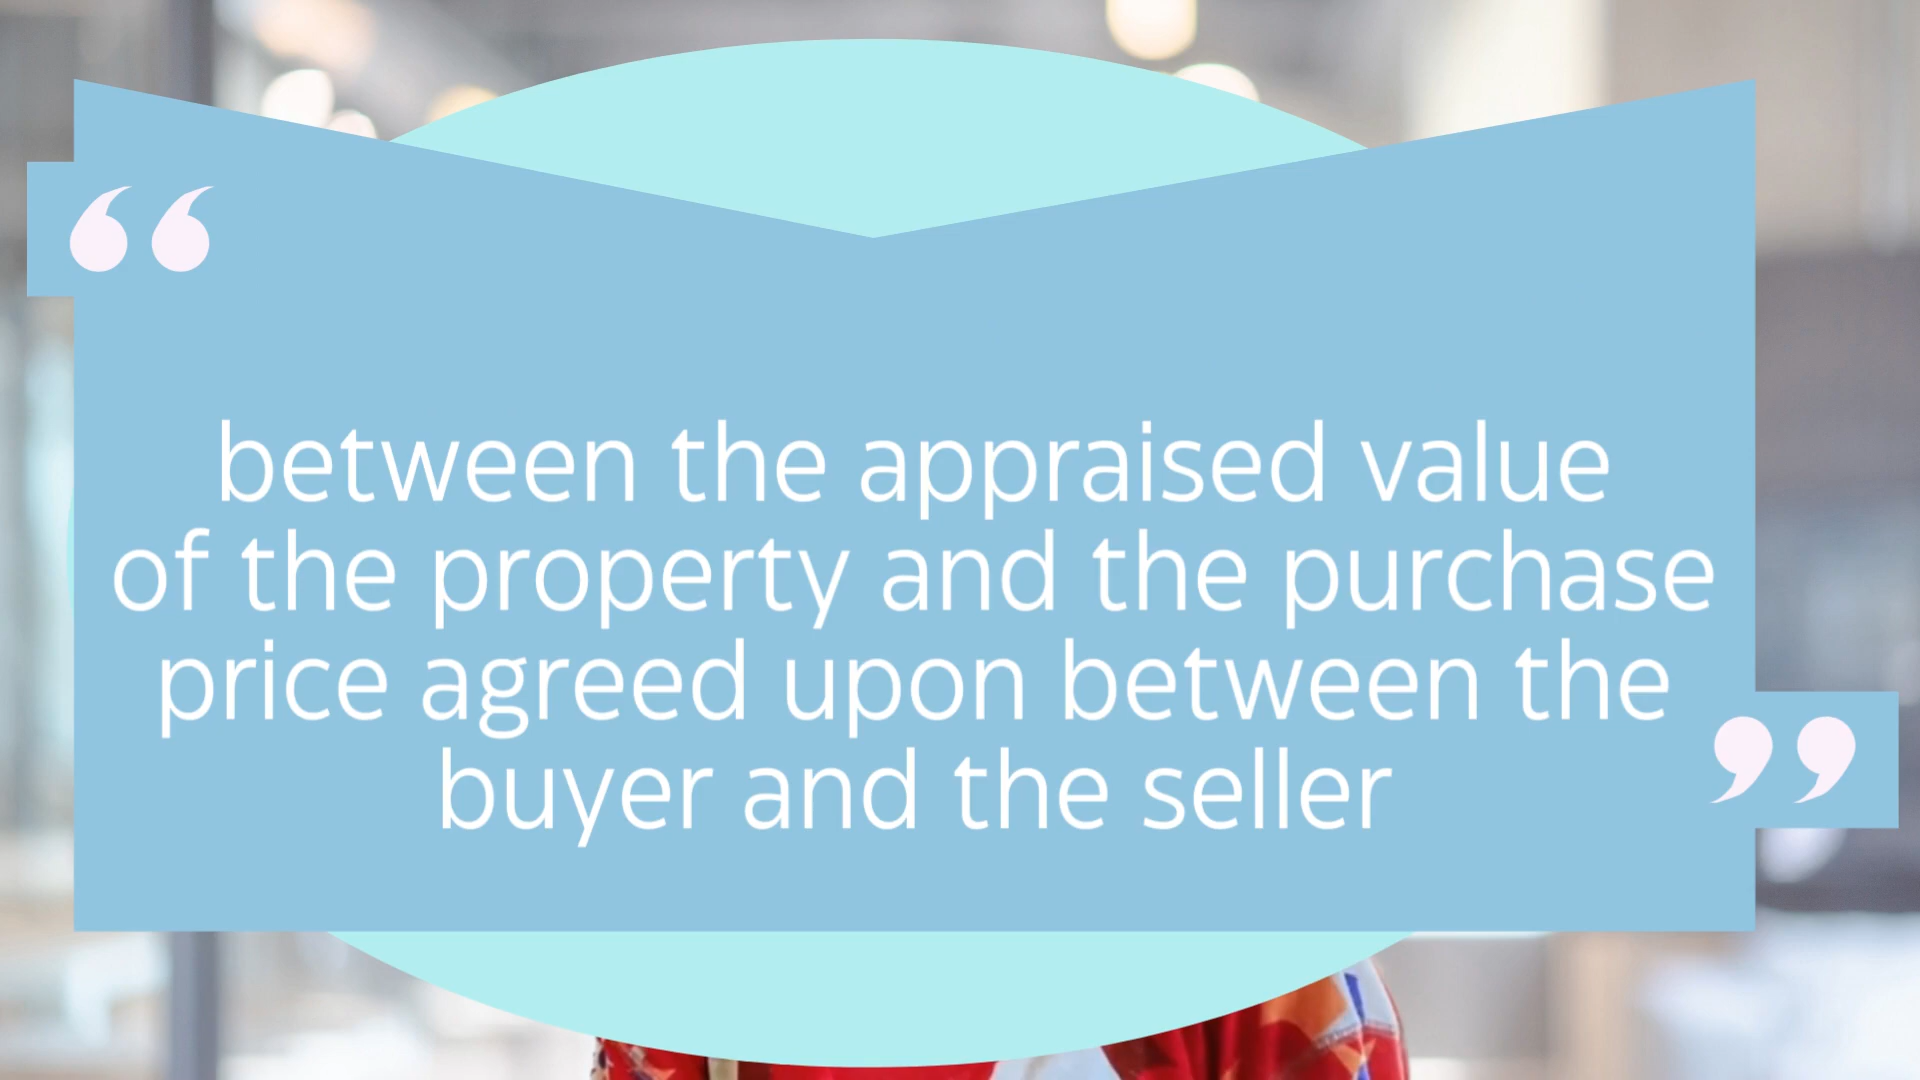 “
between the appraised value
of the property and the purchase
price agreed upon between the
buyer and the seller
”